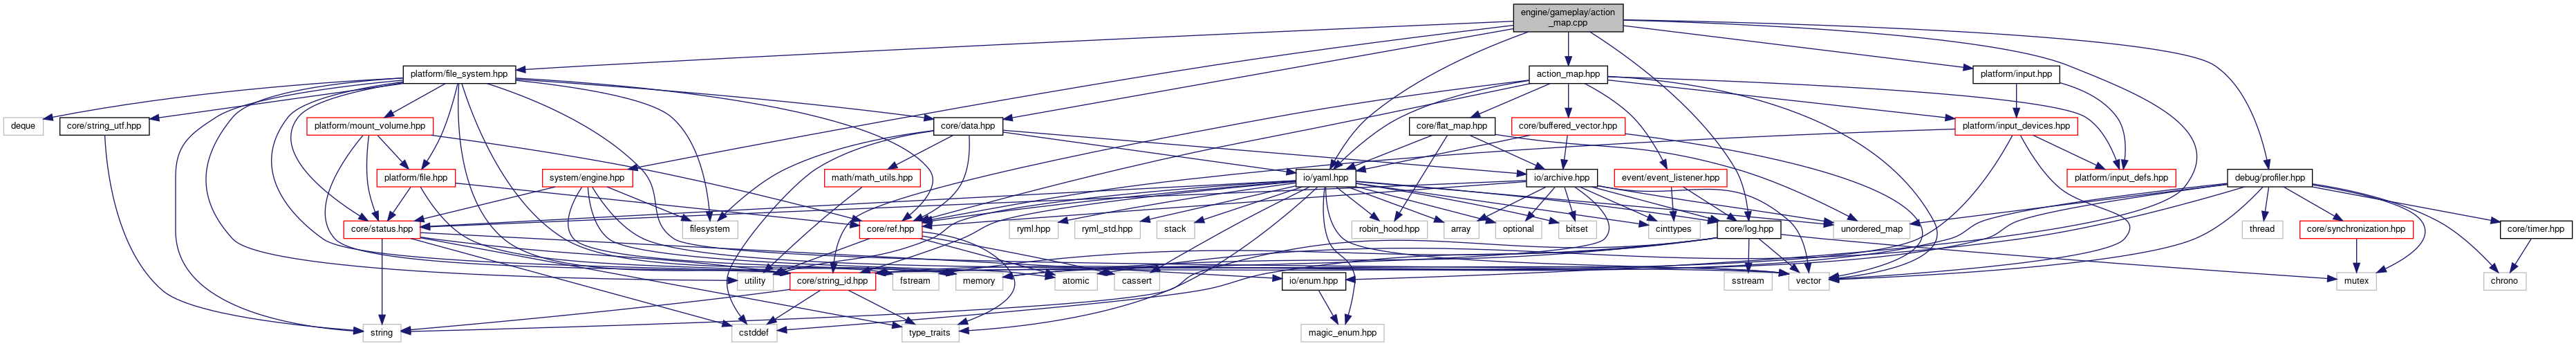 engine/gameplay/action
_map.cpp
platform/file_system.hpp
action_map.hpp
platform/input.hpp
deque
core/string_utf.hpp
platform/mount_volume.hpp
core/data.hpp
core/flat_map.hpp
core/buffered_vector.hpp
platform/input_devices.hpp
platform/file.hpp
system/engine.hpp
math/math_utils.hpp
io/yaml.hpp
io/archive.hpp
event/event_listener.hpp
platform/input_defs.hpp
debug/profiler.hpp
core/status.hpp
filesystem
core/ref.hpp
ryml.hpp
ryml_std.hpp
stack
robin_hood.hpp
array
optional
bitset
cinttypes
core/log.hpp
unordered_map
thread
core/synchronization.hpp
core/timer.hpp
utility
core/string_id.hpp
fstream
memory
atomic
cassert
io/enum.hpp
sstream
vector
mutex
chrono
string
cstddef
type_traits
magic_enum.hpp